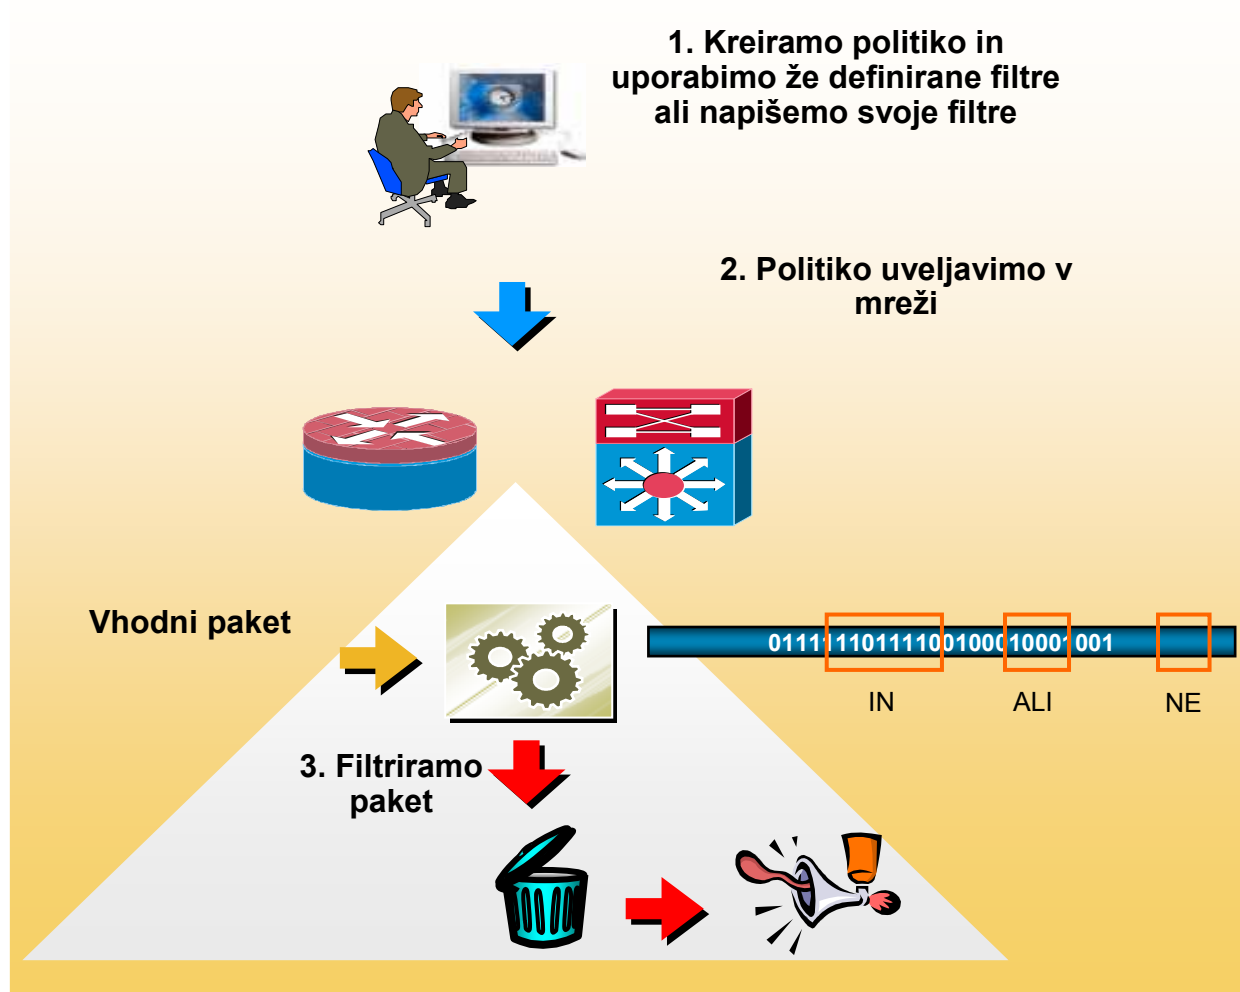 1. Kreiramo politiko in
uporabimo že definirane filtre
ali napišemo svoje filtre
2. Politiko uveljavimo v
mreži
Vhodni paket
01111110111100100010001001
IN
ALI
NE
3. Filtriramo
paket